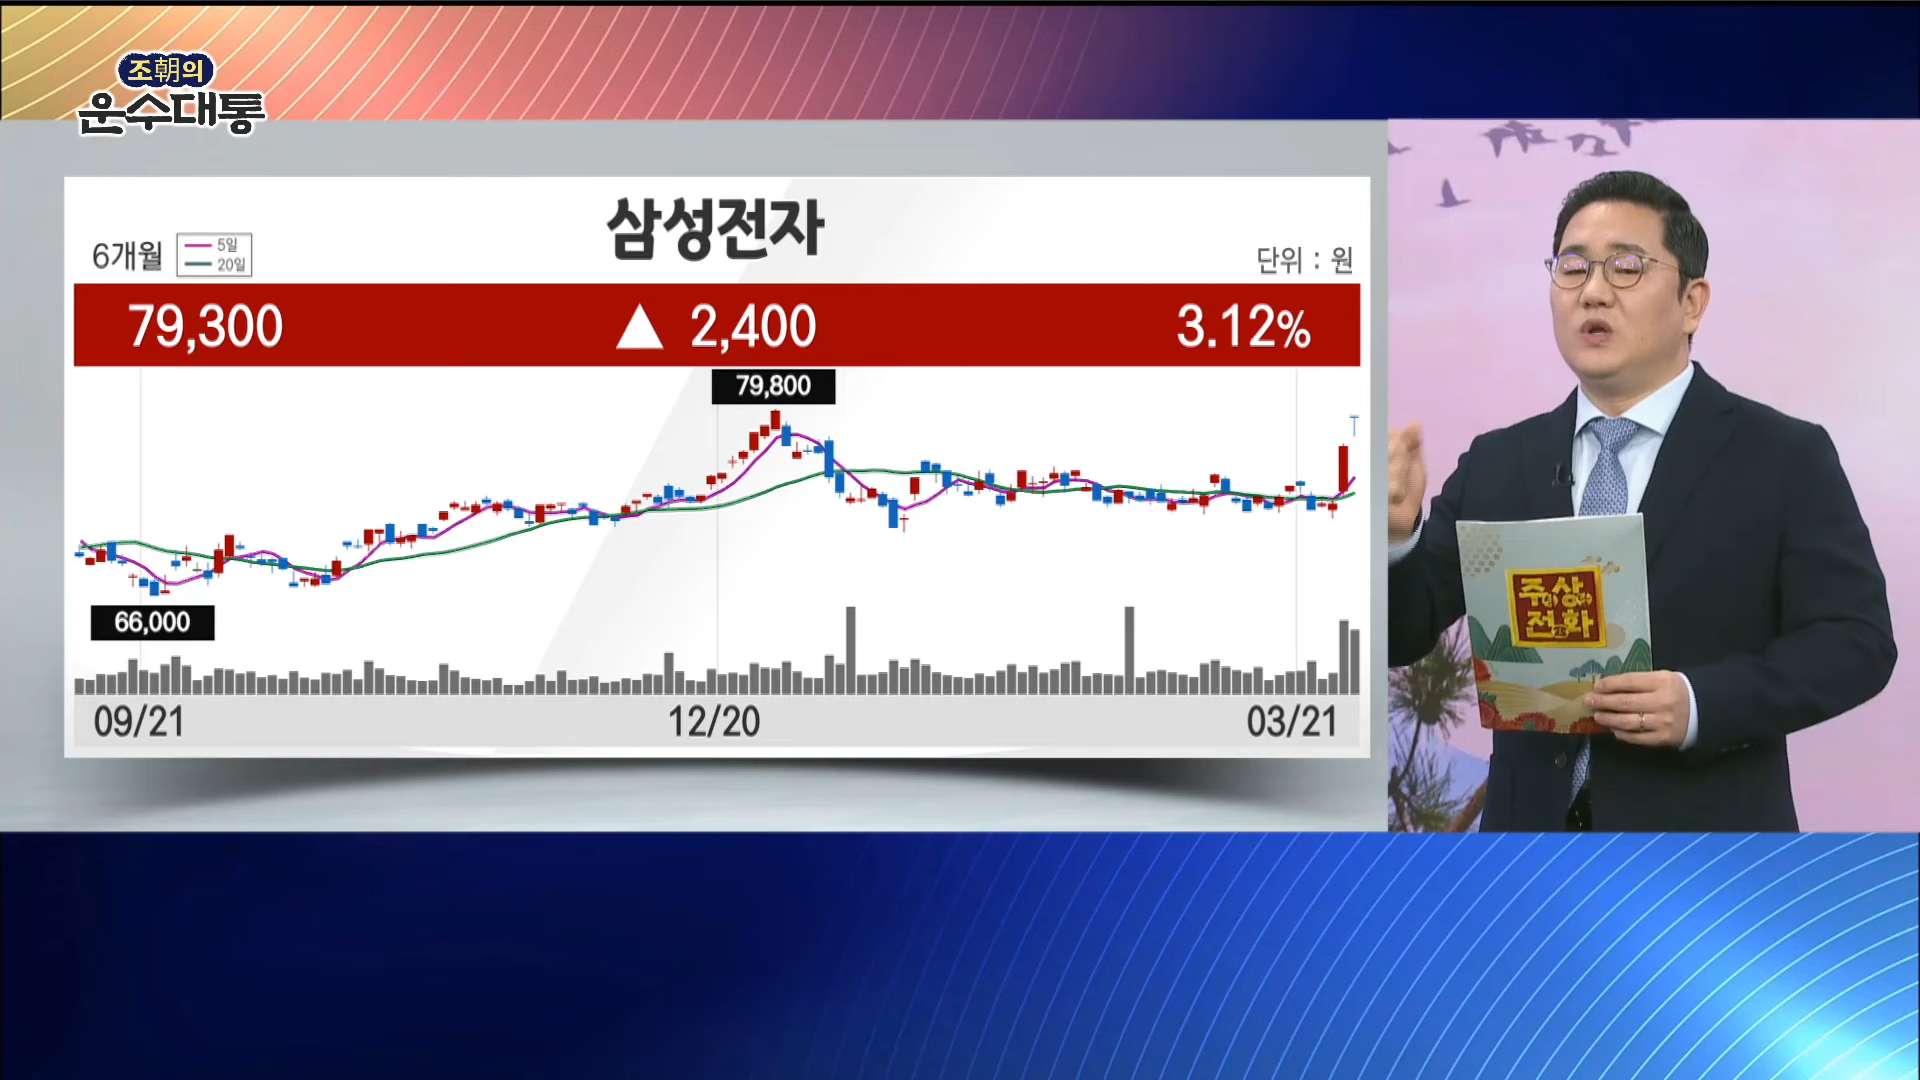 조朝의
운수대통
삼성전자
6개월
5일
20일
단위 : 원
79,300 ▲ 2,400 3.12%
79,800
66,000
09/21 12/20 03/21
주상
전화